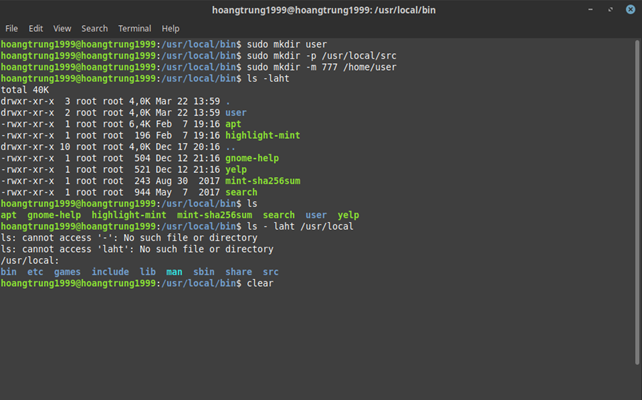 hoangtrung1999@hoangtrung1999: /usr/local/bin
File Edit View Search Terminal Help
hoangtrung1999@hoangtrung1999:/usr/local/bin$ sudo mkdir user
hoangtrung1999@hoangtrung1999:/usr/local/bin$ sudo mkdir -p /usr/local/src
hoangtrung1999@hoangtrung1999:/usr/local/bin$ sudo mkdir -m 777 /home/user
hoangtrung1999@hoangtrung1999:/usr/local/bin$ ls -laht
total 40K
drwxr-xr-x  3 root root 4,0K Mar 22 13:59 .
drwxr-xr-x  2 root root 4,0K Mar 22 13:59 user
-rwxr-xr-x  1 root root 6,4K Feb  7 19:16 apt
-rwxr-xr-x  1 root root  196 Feb  7 19:16 highlight-mint
drwxr-xr-x 10 root root 4,0K Dec 17 20:16 ..
-rwxr-xr-x  1 root root  504 Dec 12 21:16 gnome-help
-rwxr-xr-x  1 root root  521 Dec 12 21:16 yelp
-rwxr-xr-x  1 root root  243 Aug 30  2017 mint-sha256sum
-rwxr-xr-x  1 root root  944 May  7  2017 search
hoangtrung1999@hoangtrung1999:/usr/local/bin$ ls
apt  gnome-help  highlight-mint  mint-sha256sum  search  user  yelp
hoangtrung1999@hoangtrung1999:/usr/local/bin$ ls - laht /usr/local
ls: cannot access '-': No such file or directory
ls: cannot access 'laht': No such file or directory
/usr/local:
bin  etc  games  include  lib  man  sbin  share  src
hoangtrung1999@hoangtrung1999:/usr/local/bin$ clear